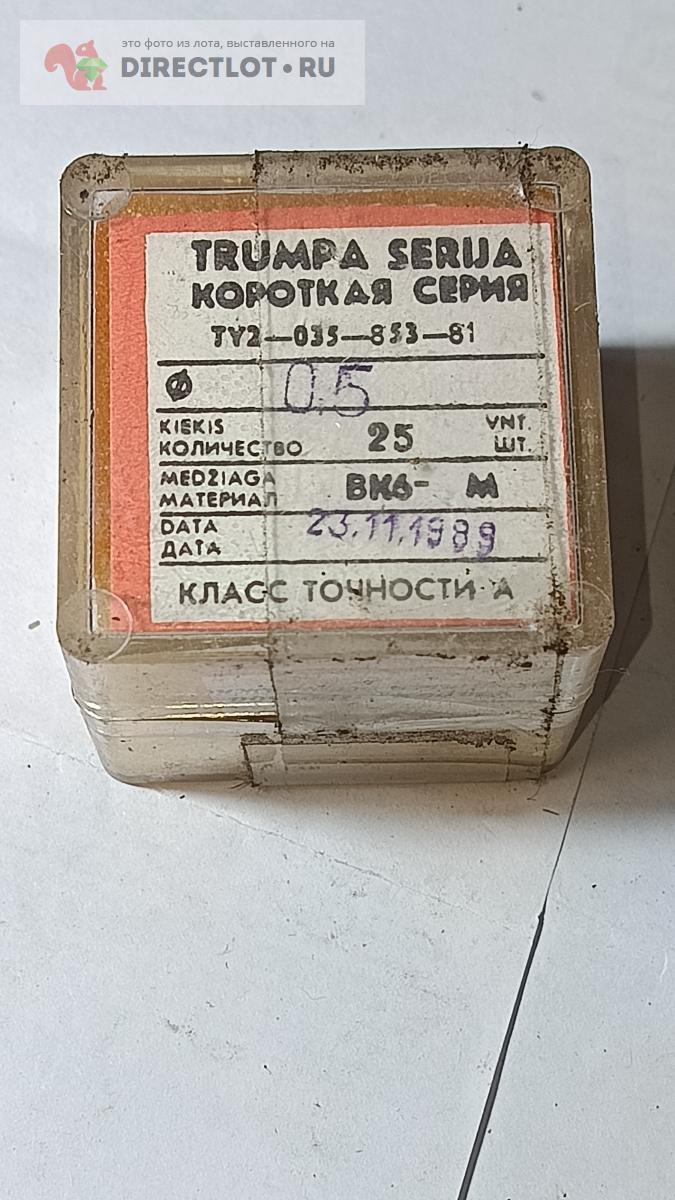 это фото из лота, выставленного на
DIRECTLOT•RU
TRUMPA SERIJA
КОРОТКАЯ СЕРИЯ
ТУ2—035—853—81
Ø 0.5
KIEKIS
КОЛИЧЕСТВО 25 VNT.
ШТ.
MEDŽIAGA
МАТЕРИАЛ ВК6- М
DATA
ДАТА 23.11.1989
КЛАСС ТОЧНОСТИ А